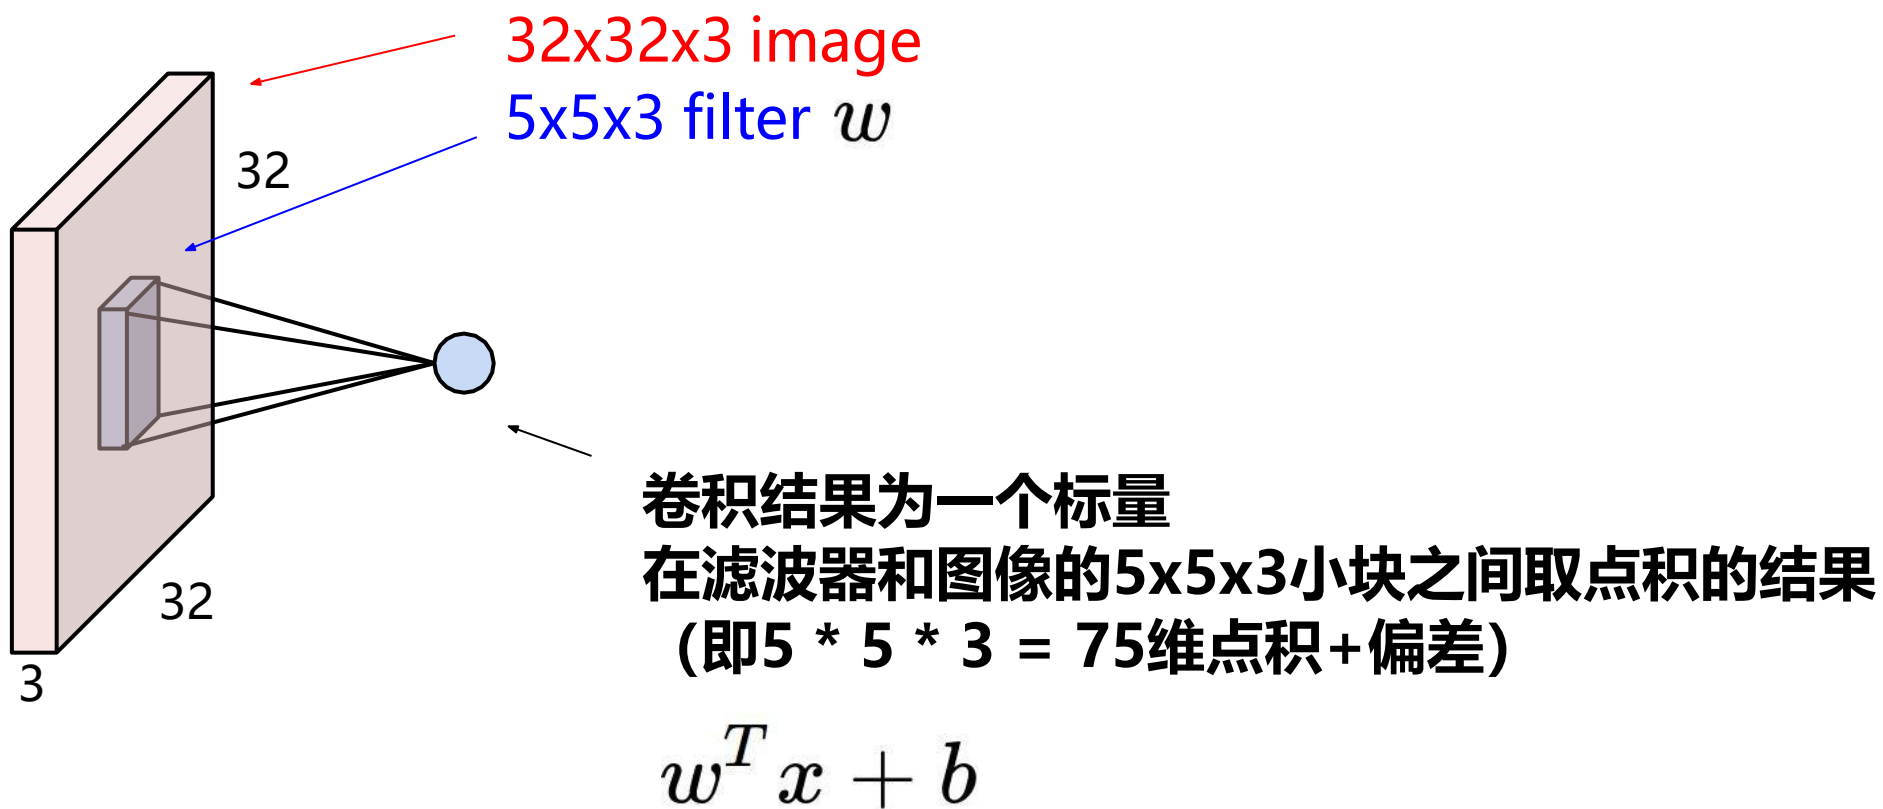 32x32x3 image
5x5x3 filter w
32
32
3
卷积结果为一个标量
在滤波器和图像的5x5x3小块之间取点积的结果
（即5 * 5 * 3 = 75维点积+偏差）
w^T x + b